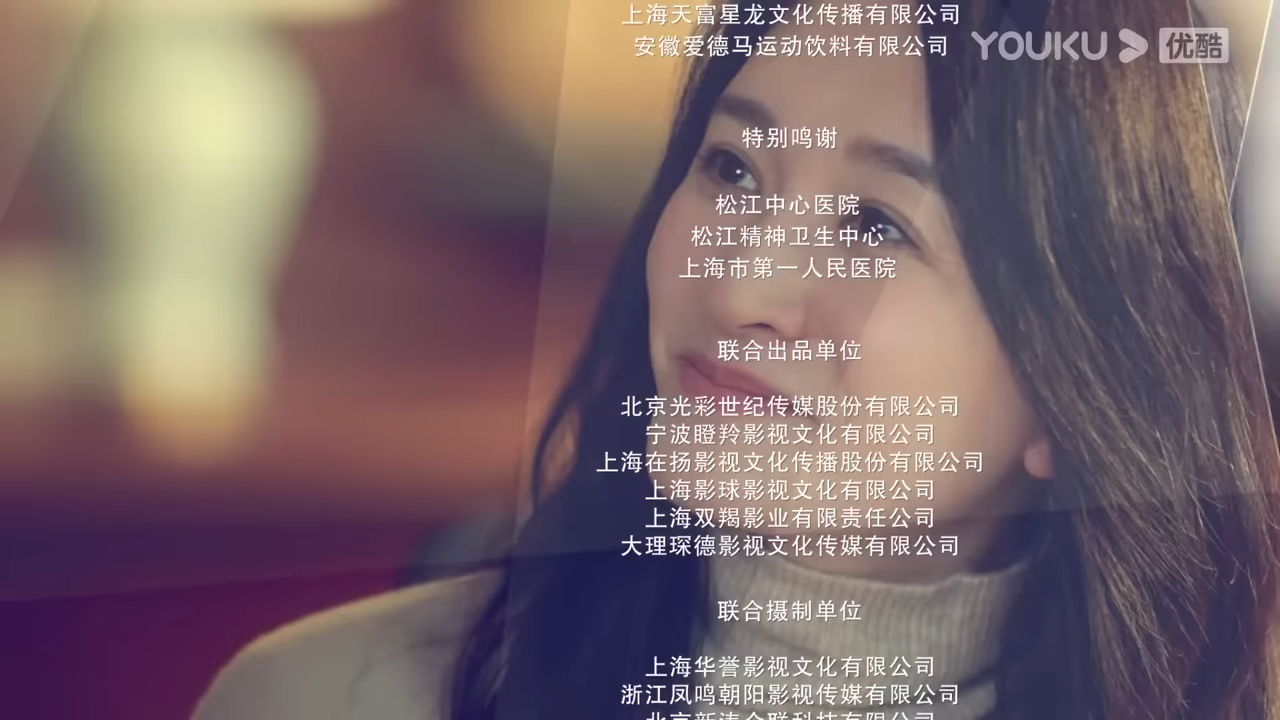 上海天富星龙文化传播有限公司
安徽爱德马运动饮料有限公司
YOUKU 优酷
特别鸣谢
松江中心医院
松江精神卫生中心
上海市第一人民医院
联合出品单位
北京光彩世纪传媒股份有限公司
宁波瞪羚影视文化有限公司
上海在扬影视文化传播股份有限公司
上海影球影视文化有限公司
上海双羯影业有限责任公司
大理琛德影视文化传媒有限公司
联合摄制单位
上海华誉影视文化有限公司
浙江凤鸣朝阳影视传媒有限公司